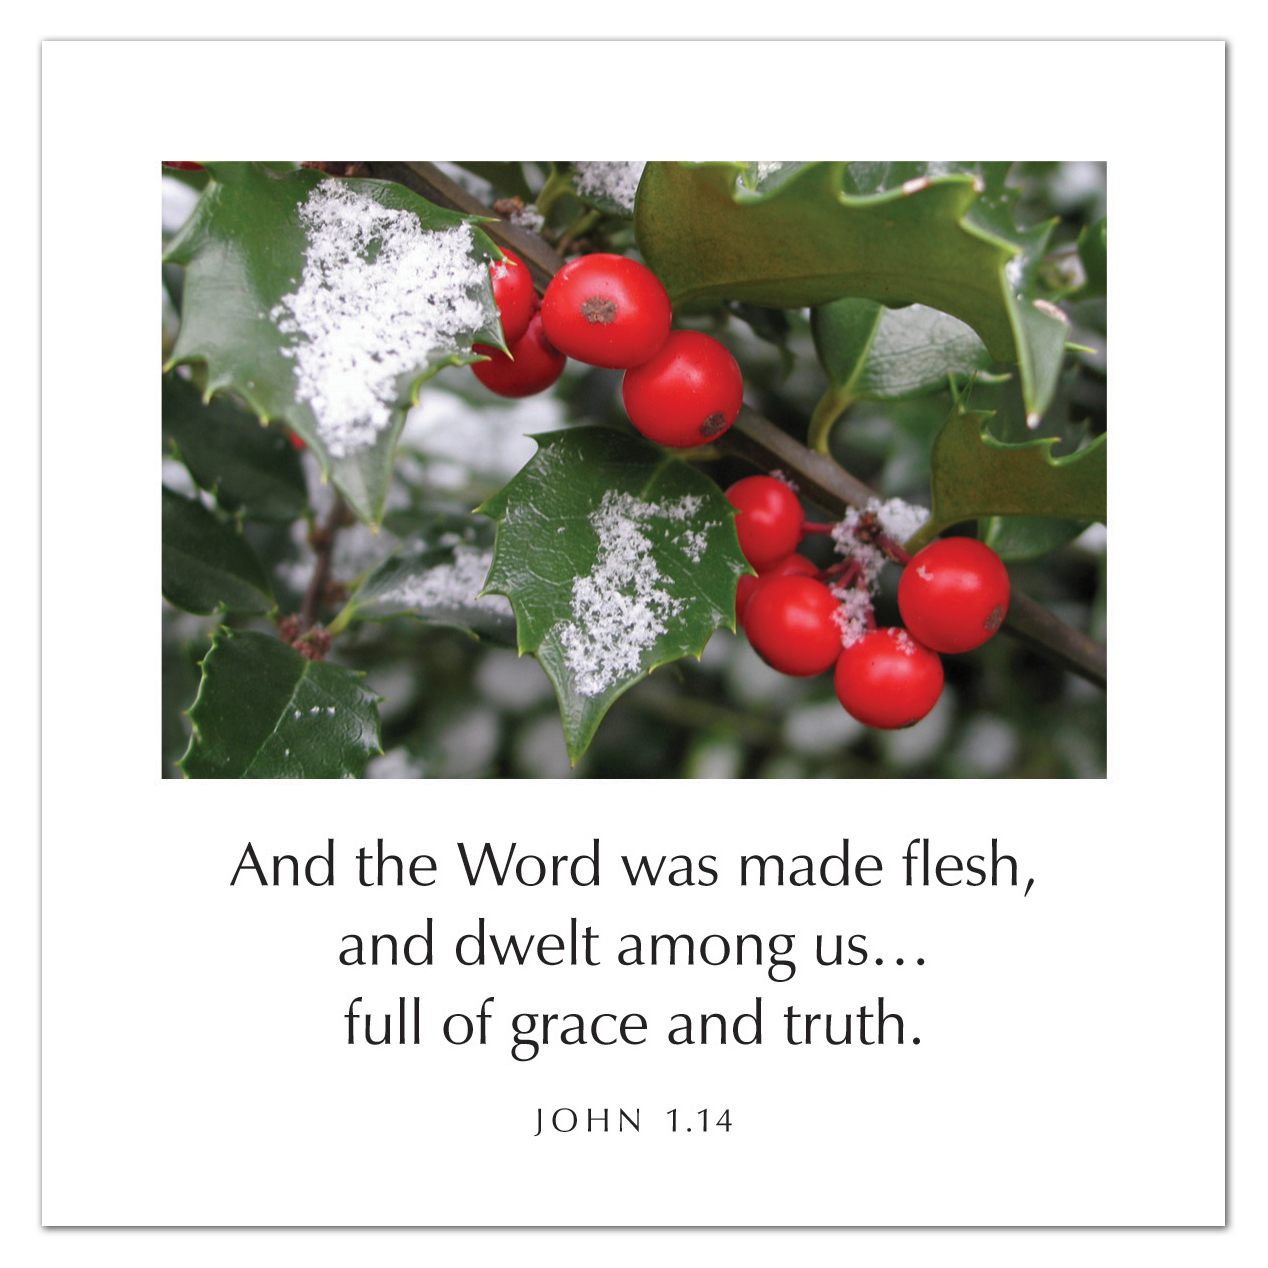 And the Word was made flesh,
and dwelt among us...
full of grace and truth.
JOHN 1.14